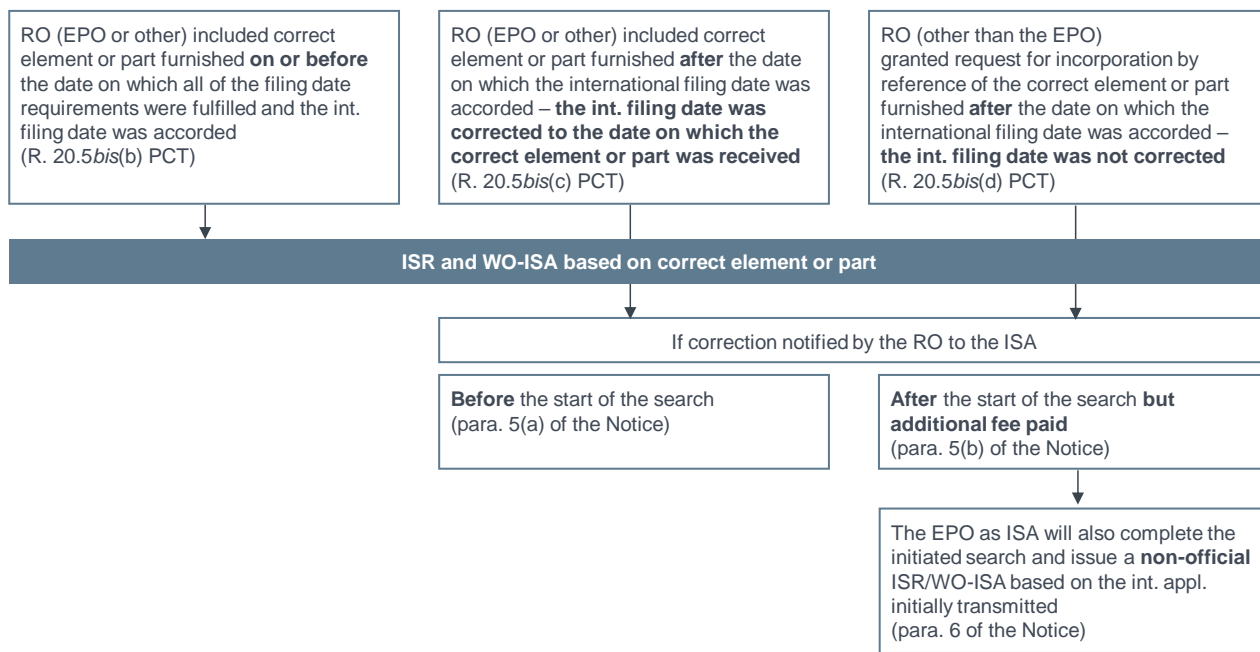 RO (EPO or other) included correct
element or part furnished on or before
the date on which all of the filing date
requirements were fulfilled and the int.
filing date was accorded
(R. 20.5bis(b) PCT)
RO (EPO or other) included correct
element or part furnished after the date
on which the international filing date was
accorded – the int. filing date was
corrected to the date on which the
correct element or part was received
(R. 20.5bis(c) PCT)
RO (other than the EPO)
granted request for incorporation by
reference of the correct element or part
furnished after the date on which the
international filing date was accorded –
the int. filing date was not corrected
(R. 20.5bis(d) PCT)
ISR and WO-ISA based on correct element or part
If correction notified by the RO to the ISA
Before the start of the search
(para. 5(a) of the Notice)
After the start of the search but
additional fee paid
(para. 5(b) of the Notice)
The EPO as ISA will also complete the
initiated search and issue a non-official
ISR/WO-ISA based on the int. appl.
initially transmitted
(para. 6 of the Notice)